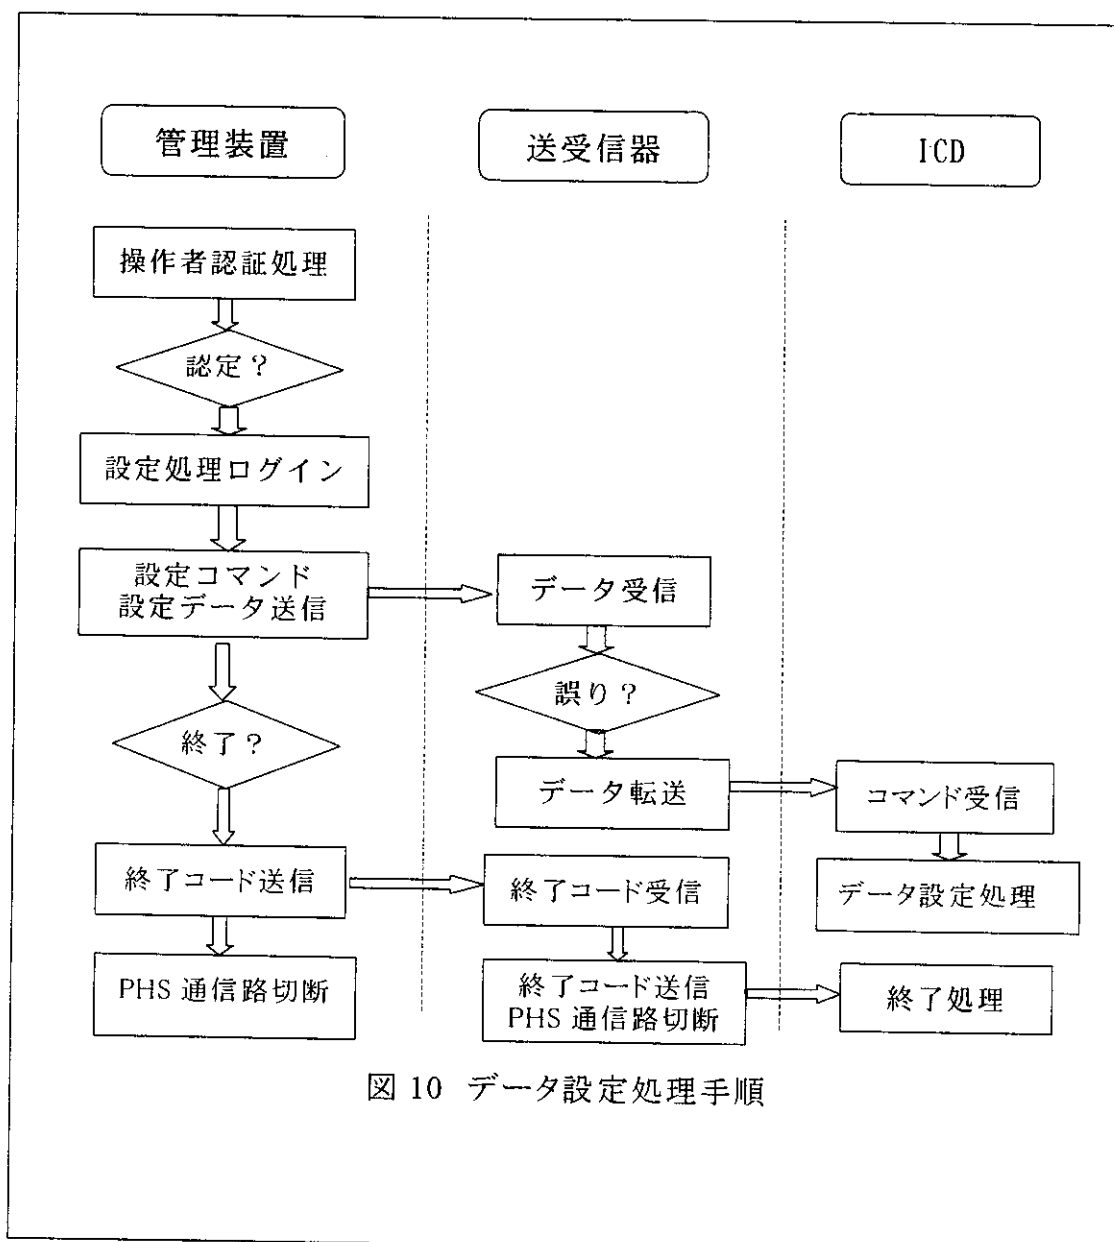 管理装置
送受信器
ICD
操作者認証処理
認定？
設定処理ログイン
設定コマンド
設定データ送信
データ受信
誤り？
終了？
データ転送
コマンド受信
終了コード送信
終了コード受信
データ設定処理
PHS 通信路切断
終了コード送信
PHS 通信路切断
終了処理
図 10 データ設定処理手順